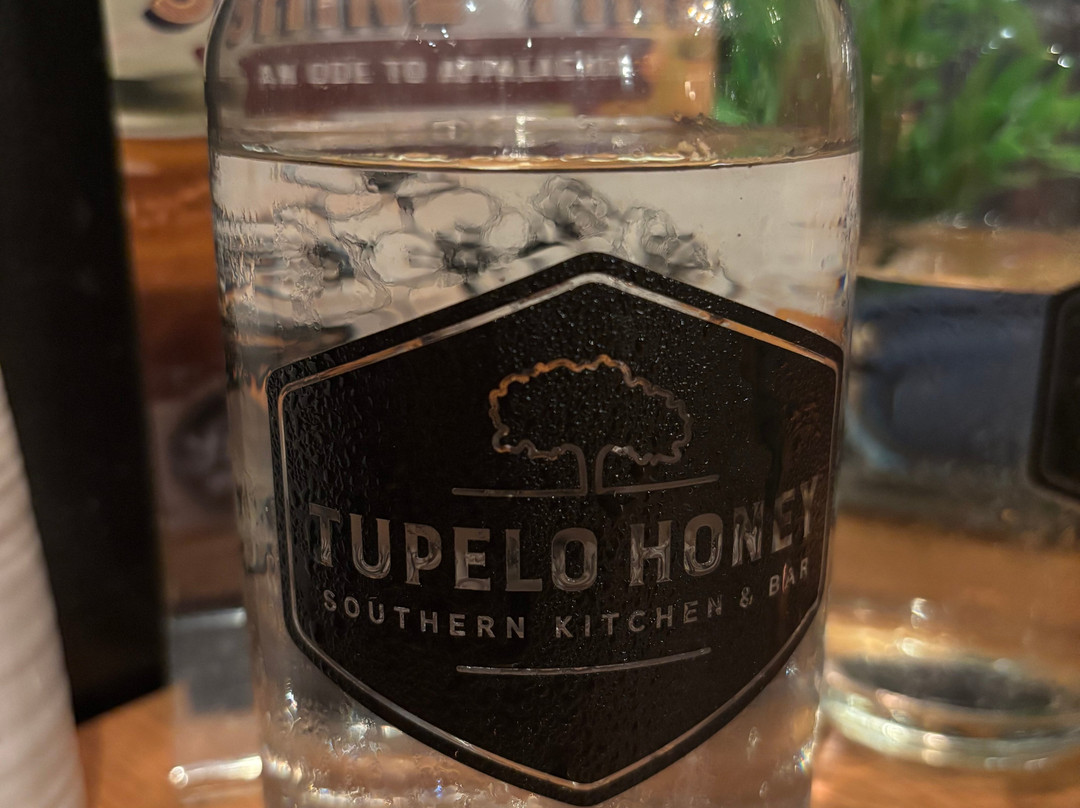 AN ODE TO APPALACHIA
TUPELO HONEY
SOUTHERN KITCHEN & BAR